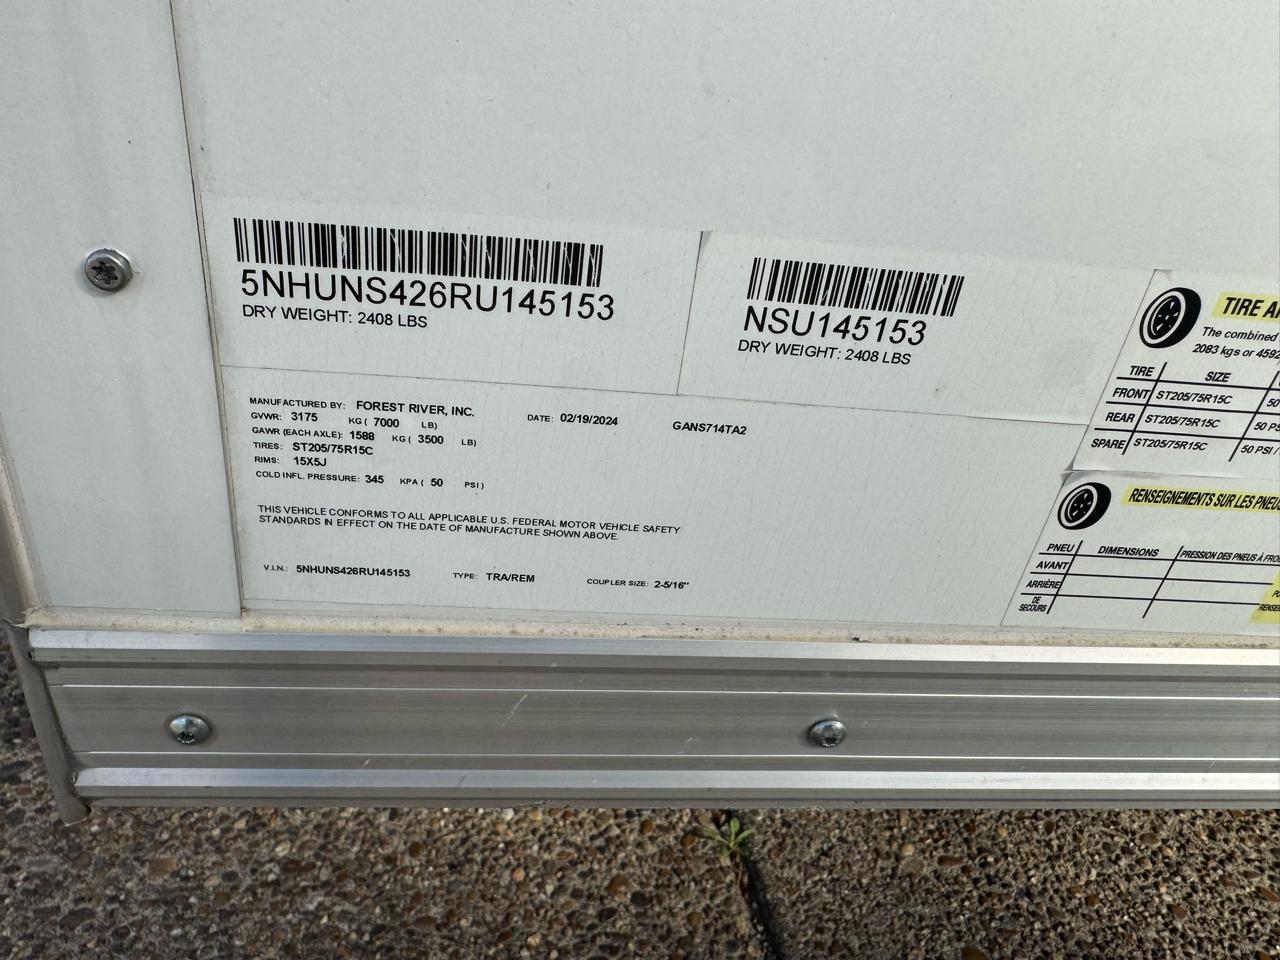 5NHUNS426RU145153
DRY WEIGHT: 2408 LBS
NSU145153
DRY WEIGHT: 2408 LBS
MANUFACTURED BY: FOREST RIVER, INC.
GVWR: 3175 KG ( 7000 LB)
DATE: 02/19/2024
GANS714TA2
GAWR (EACH AXLE): 1588 KG ( 3500 LB)
TIRES: ST205/75R15C
RIMS: 15X5J
COLD INFL. PRESSURE: 345 KPA ( 50 PSI )
THIS VEHICLE CONFORMS TO ALL APPLICABLE U.S. FEDERAL MOTOR VEHICLE SAFETY
STANDARDS IN EFFECT ON THE DATE OF MANUFACTURE SHOWN ABOVE.
V.I.N.: 5NHUNS426RU145153 TYPE: TRA/REM COUPLER SIZE: 2-5/16"
TIRE
The combined
2083 kgs or 4592
TIRE SIZE
FRONT ST205/75R15C 50
REAR ST205/75R15C 50 PS
SPARE ST205/75R15C 50 PSI /
RENSEIGNEMENTS SUR LES PNEUS
PNEU DIMENSIONS PRESSION DES PNEUS À
AVANT
ARRIÈRE
DE
SECOURS